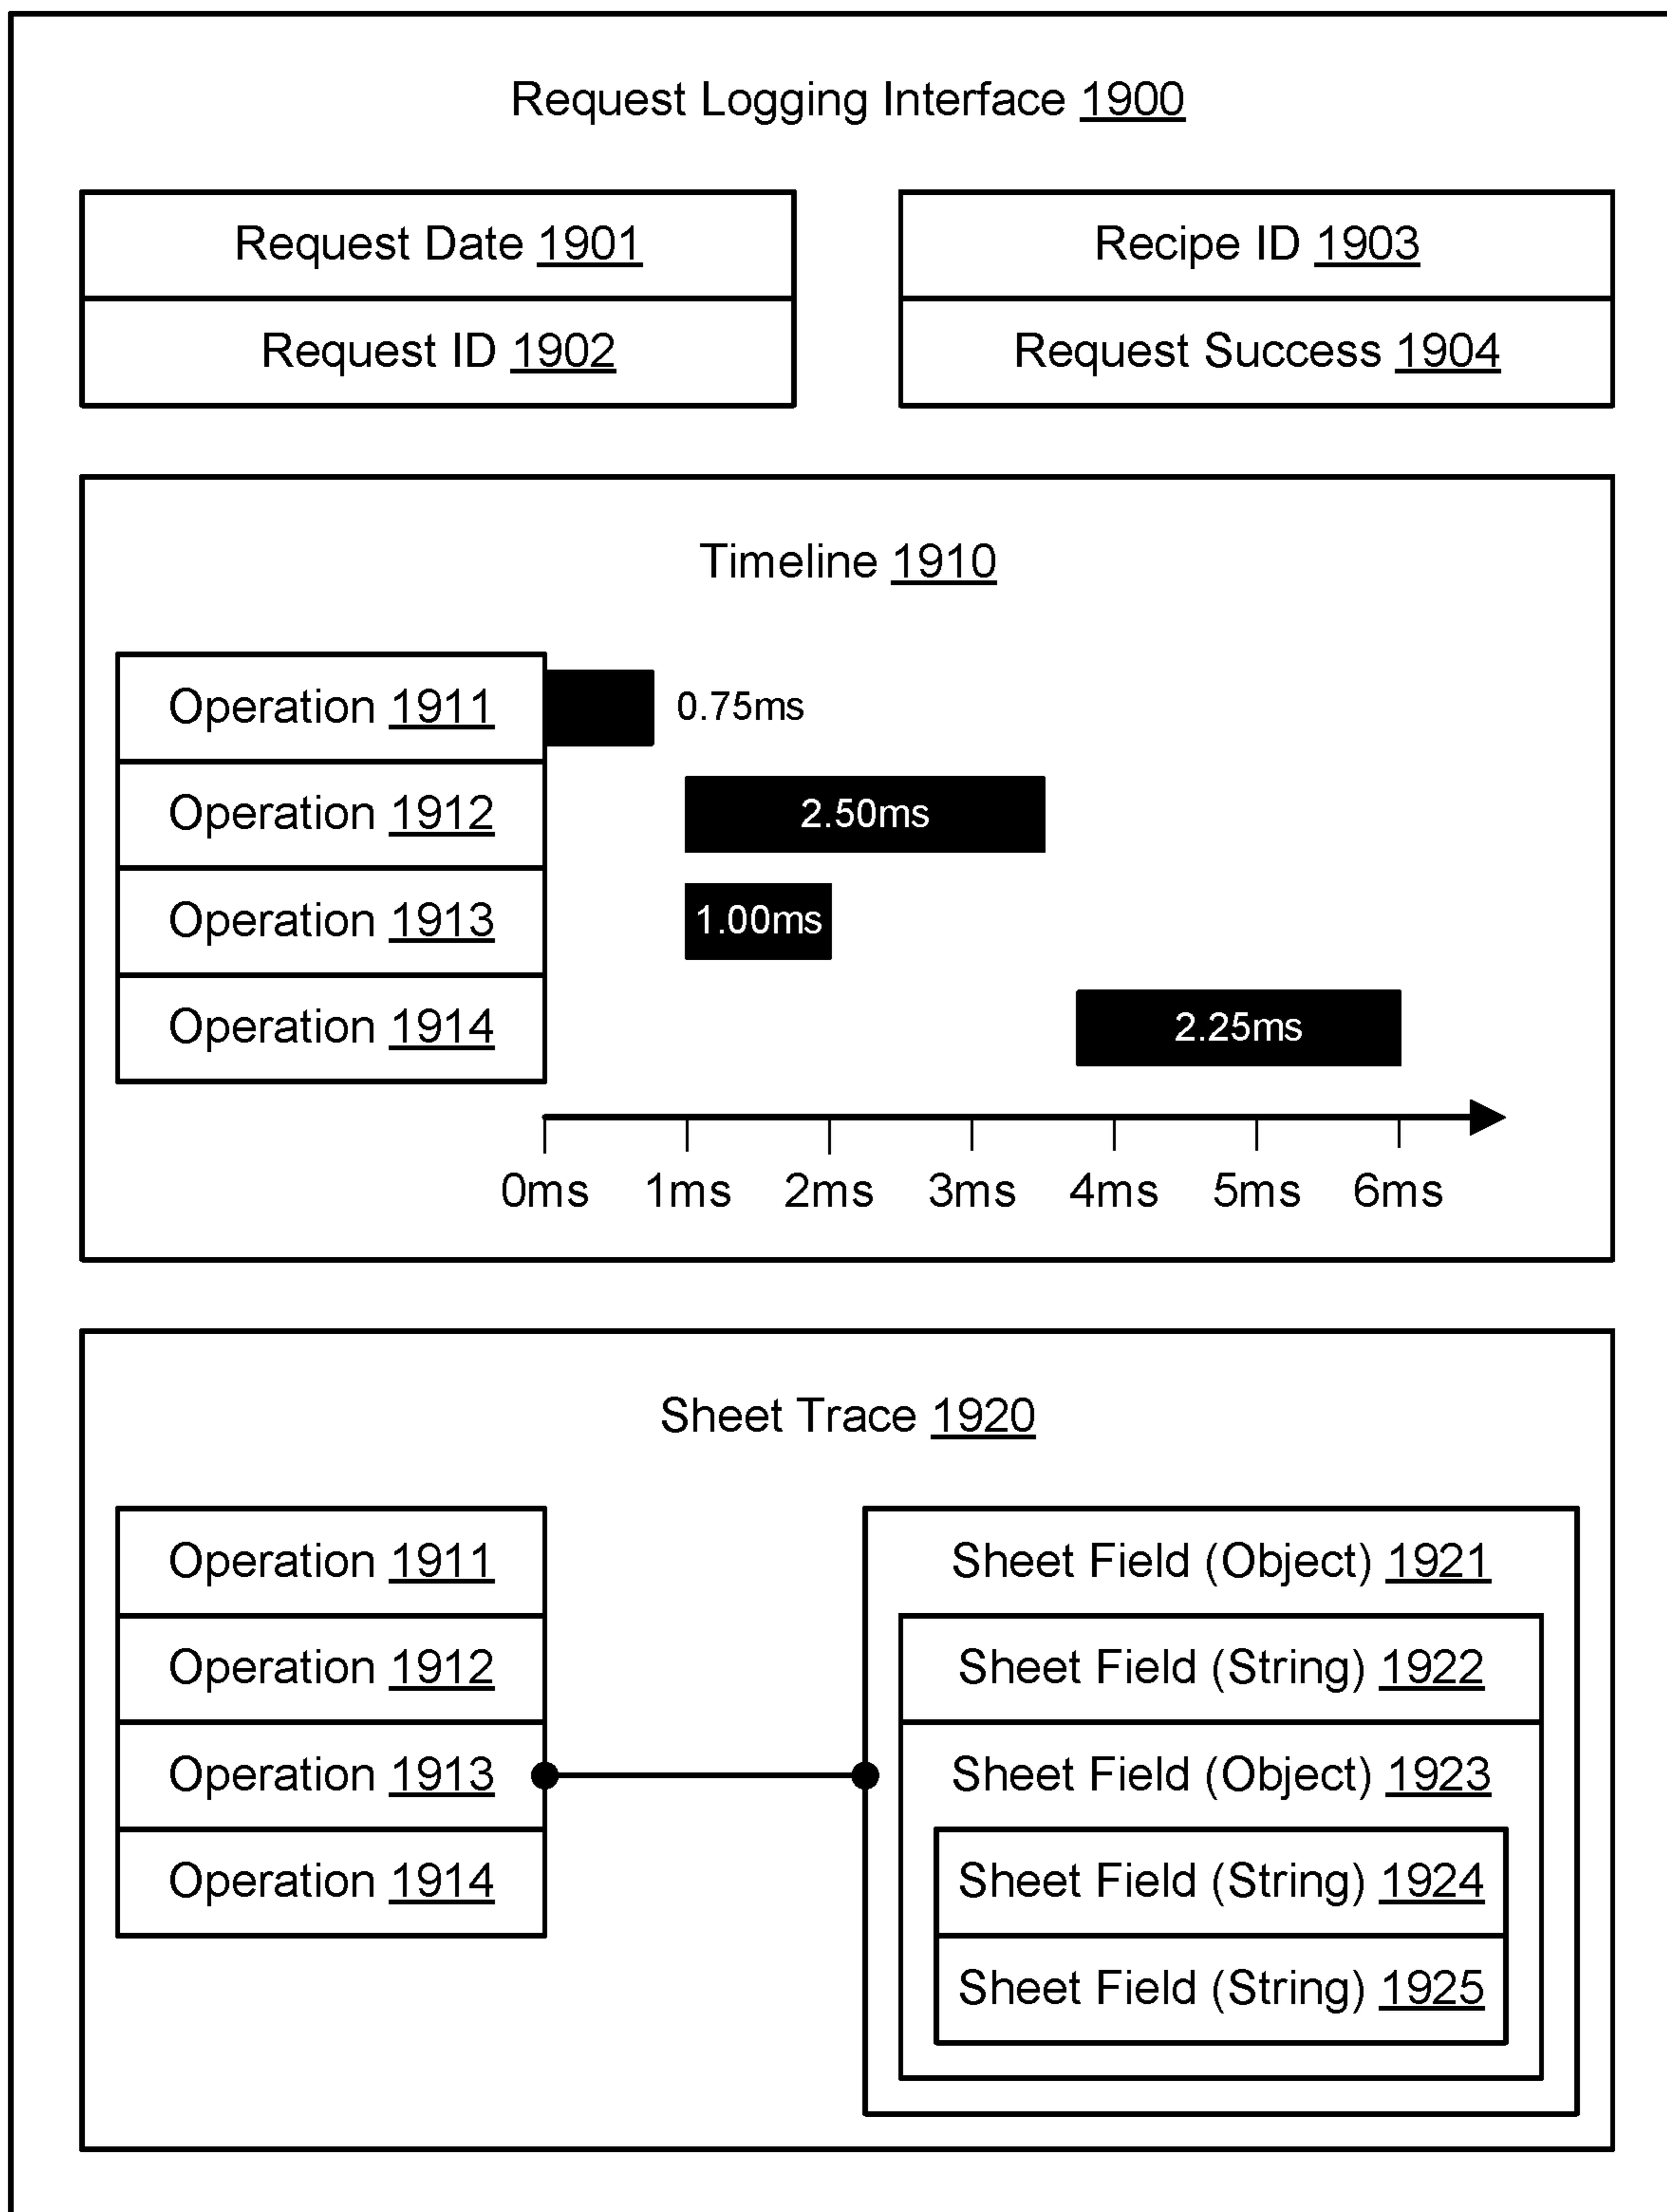 Request Logging Interface 1900
Request Date 1901
Request ID 1902
Recipe ID 1903
Request Success 1904
Timeline 1910
Operation 1911
0.75ms
Operation 1912
2.50ms
Operation 1913
1.00ms
Operation 1914
2.25ms
0ms 1ms 2ms 3ms 4ms 5ms 6ms
Sheet Trace 1920
Operation 1911
Operation 1912
Operation 1913
Operation 1914
Sheet Field (Object) 1921
Sheet Field (String) 1922
Sheet Field (Object) 1923
Sheet Field (String) 1924
Sheet Field (String) 1925